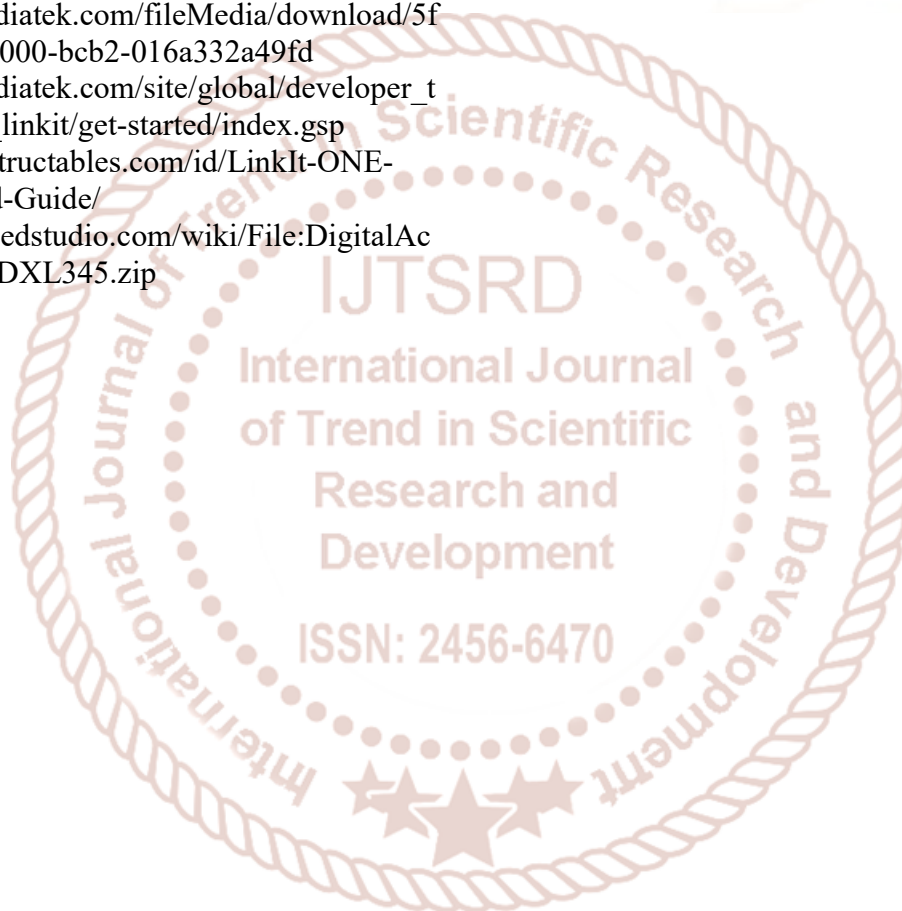 diatek.com/fileMedia/download/5f
000-bcb2-016a332a49fd
diatek.com/site/global/developer_t
linkit/get-started/index.gsp
tructables.com/id/LinkIt-ONE-
d-Guide/
edstudio.com/wiki/File:DigitalAc
DXL345.zip
International Journal of Trend in Scientific Research and Development
IJTSRD
International Journal
of Trend in Scientific
Research and
Development
ISSN: 2456-6470